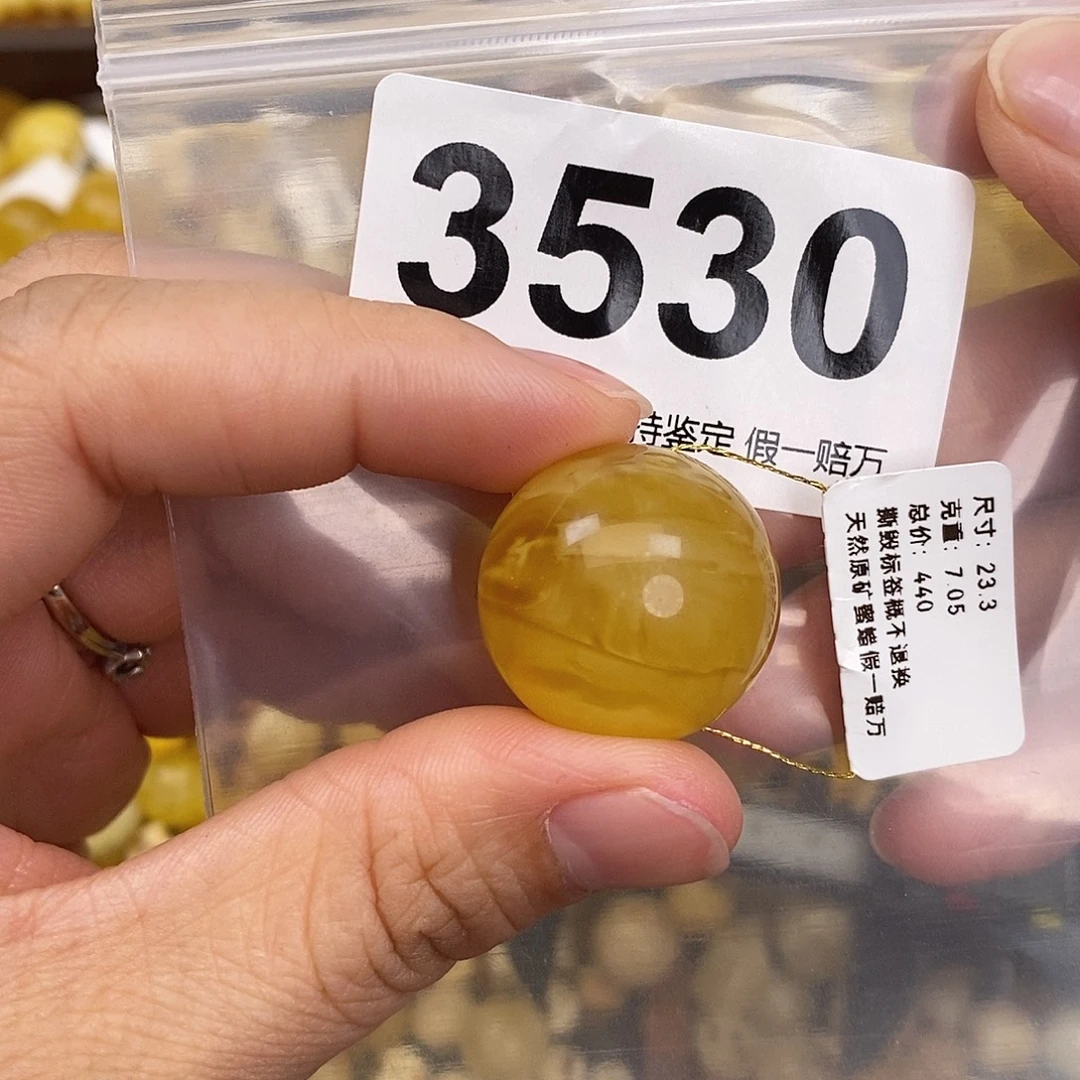 3530
持鉴定 假一赔万
尺寸: 23.3
克重: 7.05
总价: 440
撕毁标签概不退换
天然原矿蜜蜡假一赔万